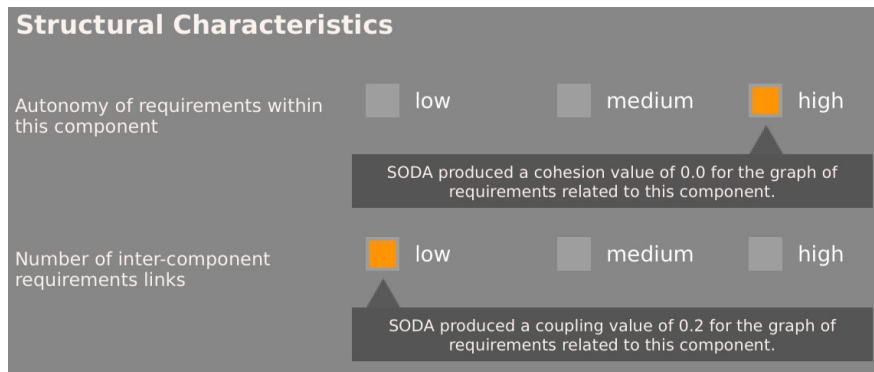 Structural Characteristics
Autonomy of requirements within
this component
low
medium
high
SODA produced a cohesion value of 0.0 for the graph of
requirements related to this component.
Number of inter-component
requirements links
low
medium
high
SODA produced a coupling value of 0.2 for the graph of
requirements related to this component.